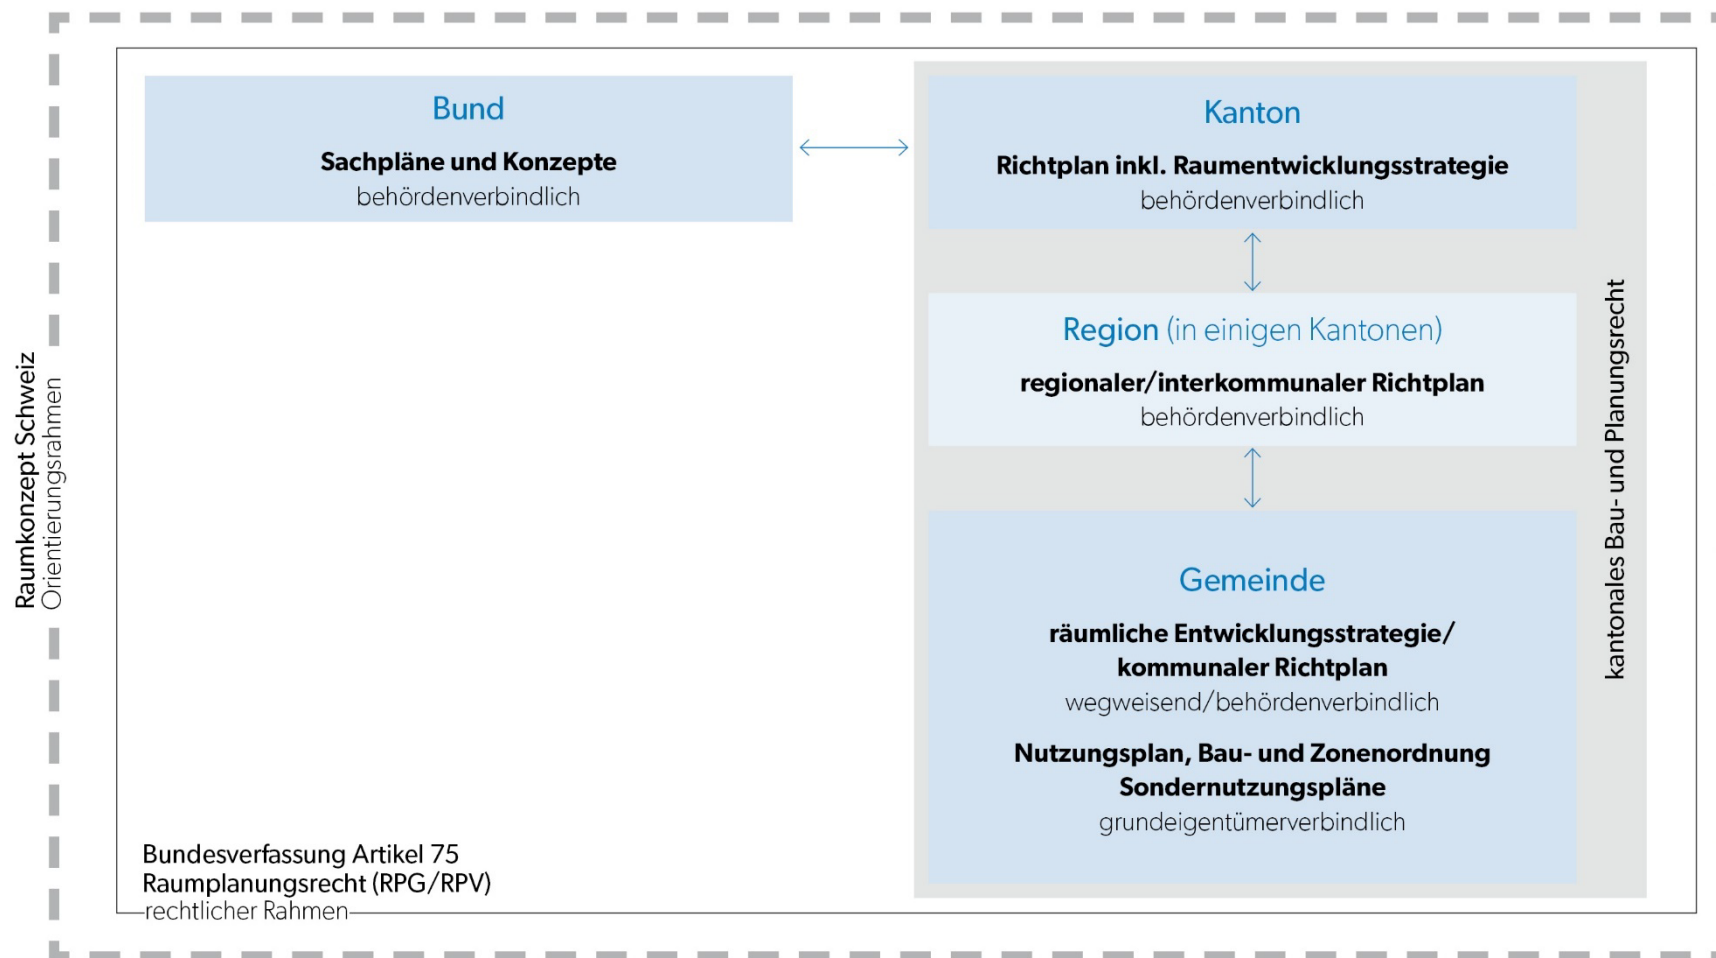 Raumkonzept Schweiz
Orientierungsrahmen
Bund
Sachpläne und Konzepte
behördenverbindlich
Kanton
Richtplan inkl. Raumentwicklungsstrategie
behördenverbindlich
Region (in einigen Kantonen)
regionaler/interkommunaler Richtplan
behördenverbindlich
Gemeinde
räumliche Entwicklungsstrategie/
kommunaler Richtplan
wegweisend/behördenverbindlich
Nutzungsplan, Bau- und Zonenordnung
Sondernutzungspläne
grundeigentümerverbindlich
kantonales Bau- und Planungsrecht
Bundesverfassung Artikel 75
Raumplanungsrecht (RPG/RPV)
rechtlicher Rahmen